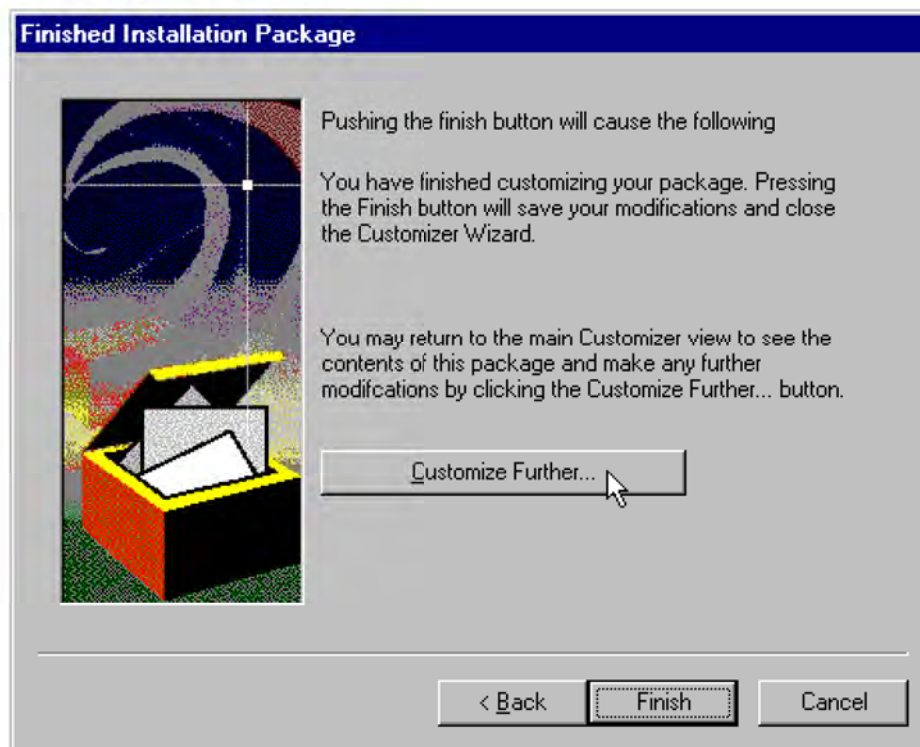 Finished Installation Package
Pushing the finish button will cause the following
You have finished customizing your package. Pressing
the Finish button will save your modifications and close
the Customizer Wizard.
You may return to the main Customizer view to see the
contents of this package and make any further
modifcations by clicking the Customize Further... button.
Customize Further...
< Back
Finish
Cancel